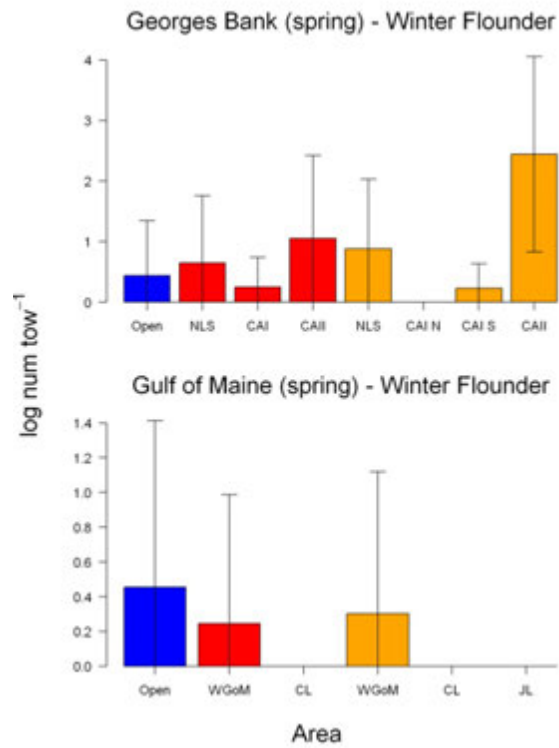 Georges Bank (spring) - Winter Flounder
4
3
2
1
0
Open NLS CAI CAII NLS CAI N CAI S CAII
log num tow⁻¹
Gulf of Maine (spring) - Winter Flounder
1.4
1.2
1.0
0.8
0.6
0.4
0.2
0.0
Open WGoM CL WGoM CL JL
Area